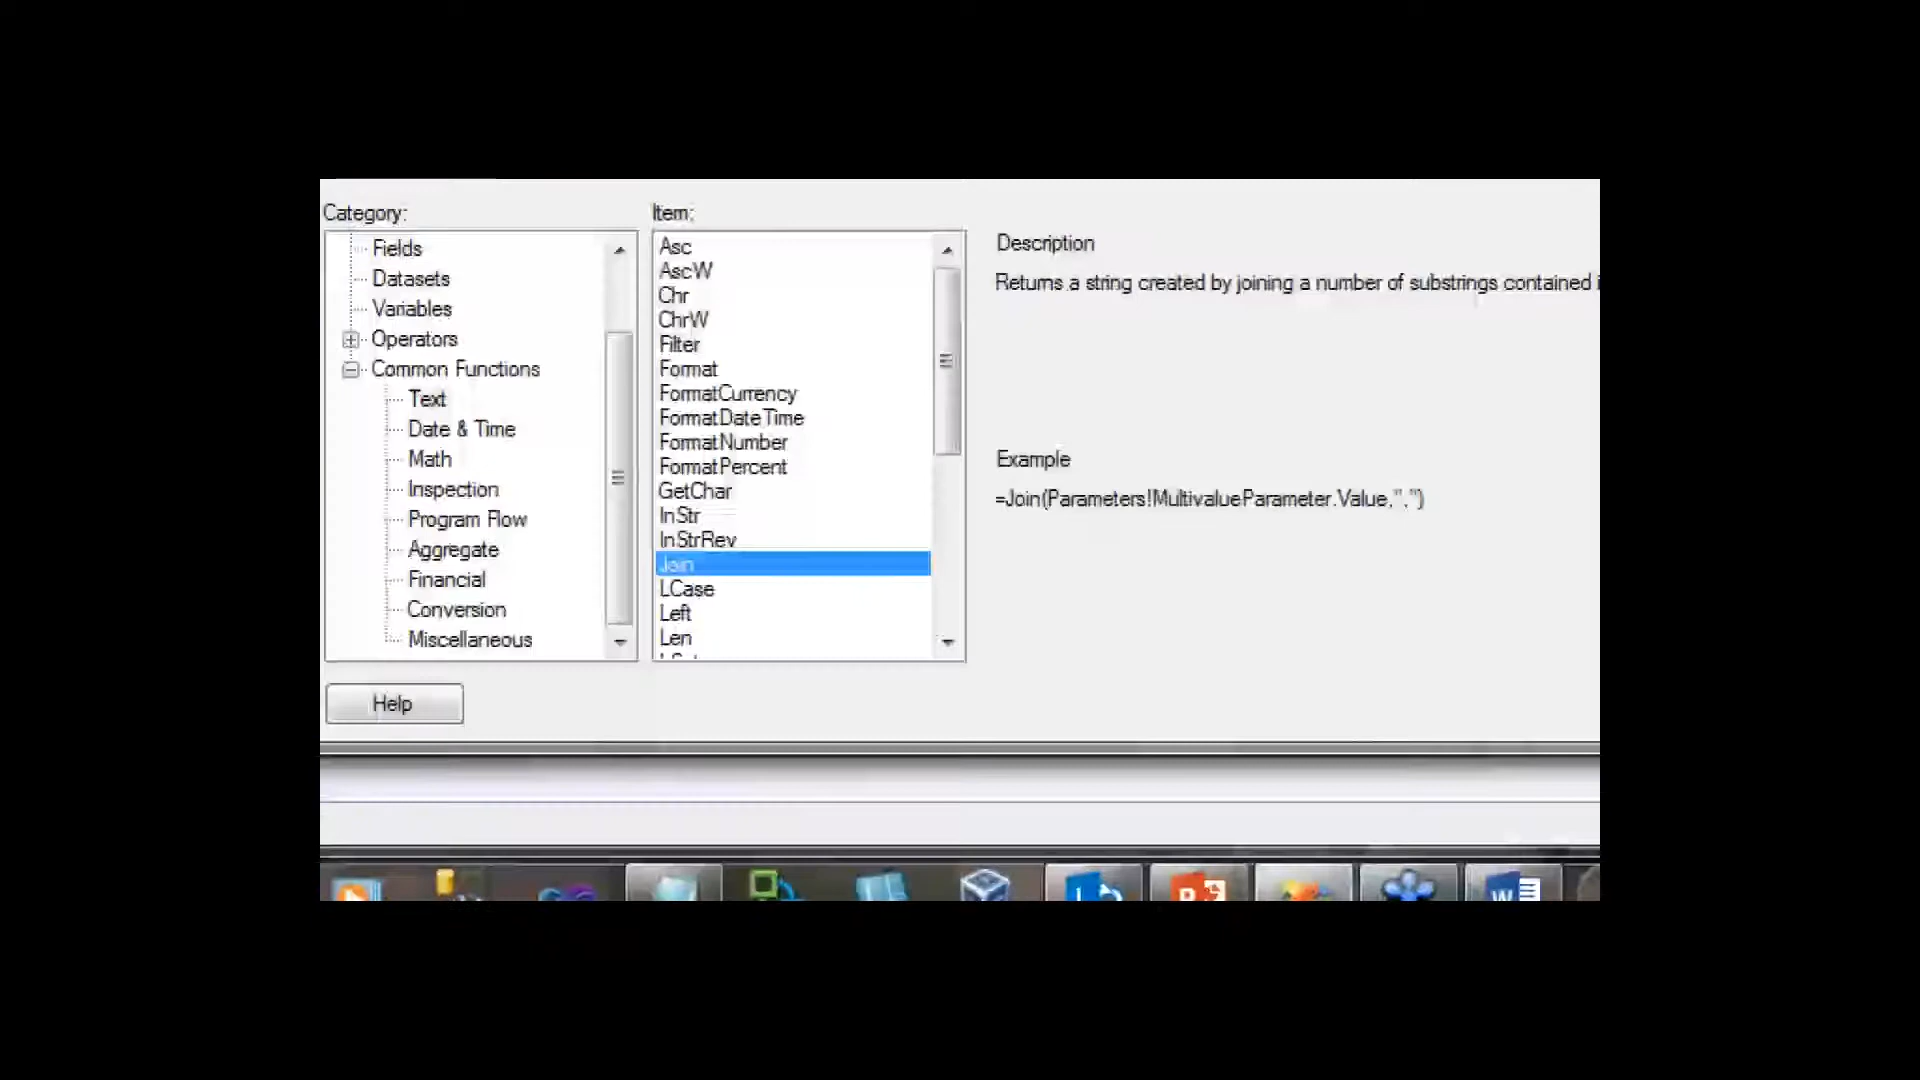 Category:
Fields
Datasets
Variables
Operators
Common Functions
Text
Date & Time
Math
Inspection
Program Flow
Aggregate
Financial
Conversion
Miscellaneous
Help
Item:
Asc
AscW
Chr
ChrW
Filter
Format
FormatCurrency
FormatDateTime
FormatNumber
FormatPercent
GetChar
InStr
InStrRev
Join
LCase
Left
Len
Description
Returns a string created by joining a number of substrings contained
Example
=Join(Parameters!MultivalueParameter.Value,",")